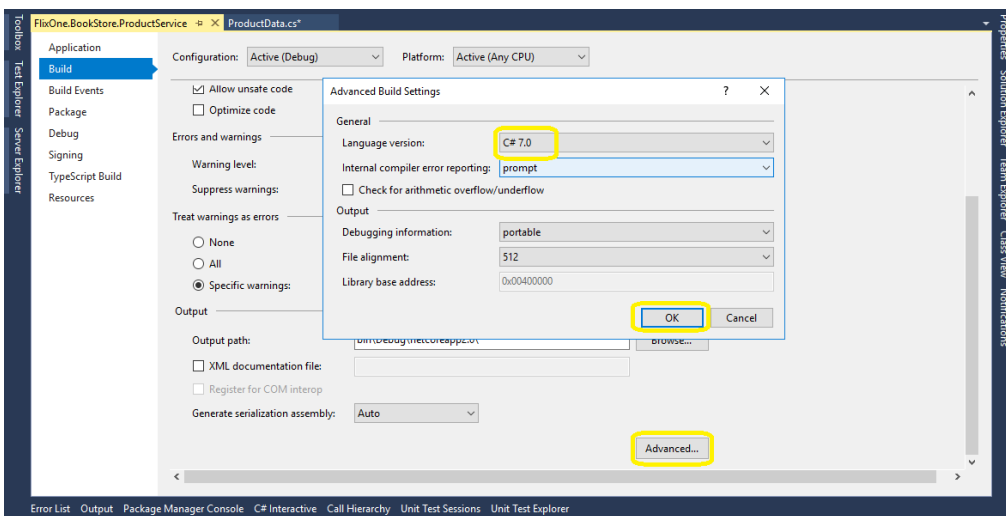 FlixOne.BookStore.ProductService ProductData.cs*
Toolbox
Test Explorer
Server Explorer
Application
Build
Build Events
Package
Debug
Signing
TypeScript Build
Resources
Configuration: Active (Debug) Platform: Active (Any CPU)
Allow unsafe code
Optimize code
Errors and warnings
Warning level:
Suppress warnings:
Treat warnings as errors
None
All
Specific warnings:
Output
Output path: bin\Debug\netcoreapp2.0\ Browse...
XML documentation file:
Register for COM interop
Generate serialization assembly: Auto
Advanced...
Advanced Build Settings ?
General
Language version: C# 7.0
Internal compiler error reporting: prompt
Check for arithmetic overflow/underflow
Output
Debugging information: portable
File alignment: 512
Library base address: 0x00400000
OK Cancel
Properties
Solution Explorer
Team Explorer
Class View
Notifications
Error List Output Package Manager Console C# Interactive Call Hierarchy Unit Test Sessions Unit Test Explorer